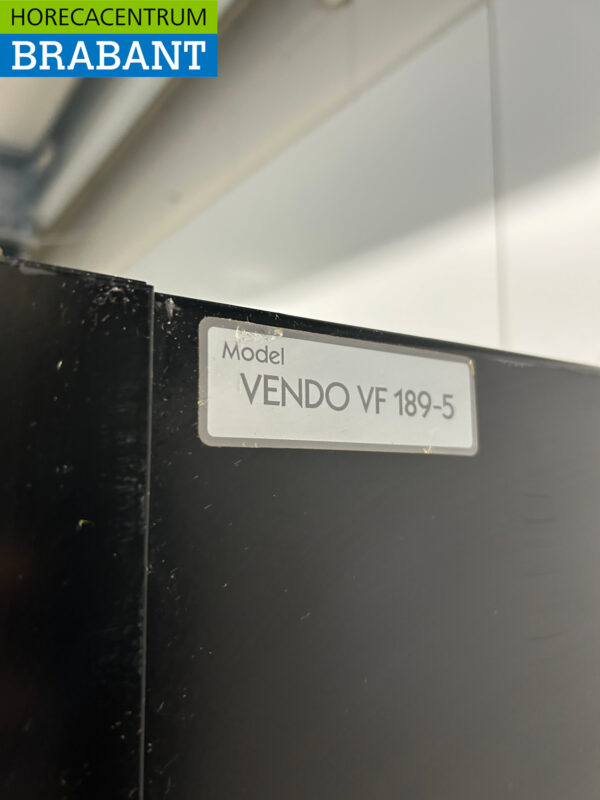 HORECACENTRUM
BRABANT
Model
VENDO VF 189-5